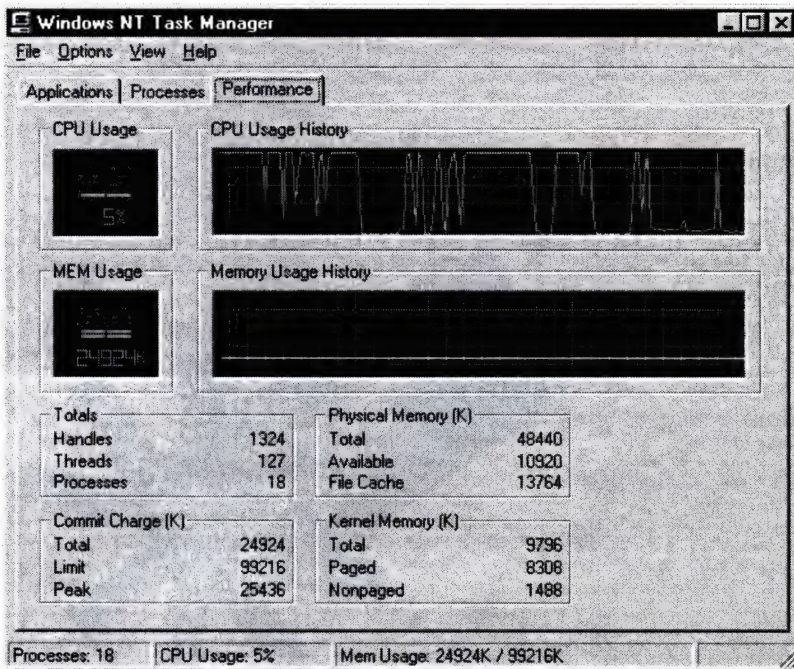 Windows NT Task Manager
File Options View Help
Applications Processes Performance
CPU Usage
CPU Usage History
5%
MEM Usage
Memory Usage History
24924K
Totals
Handles 1324
Threads 127
Processes 18
Physical Memory (K)
Total 48440
Available 10920
File Cache 13764
Commit Charge (K)
Total 24924
Limit 99216
Peak 25436
Kernel Memory (K)
Total 9796
Paged 8308
Nonpaged 1488
Processes: 18 CPU Usage: 5% Mem Usage: 24924K / 99216K